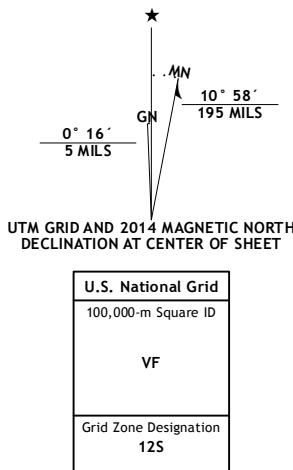 ★
MN
GN
10° 58´
195 MILS
0° 16´
5 MILS
UTM GRID AND 2014 MAGNETIC NORTH
DECLINATION AT CENTER OF SHEET
U.S. National Grid
100,000-m Square ID
VF
Grid Zone Designation
12S